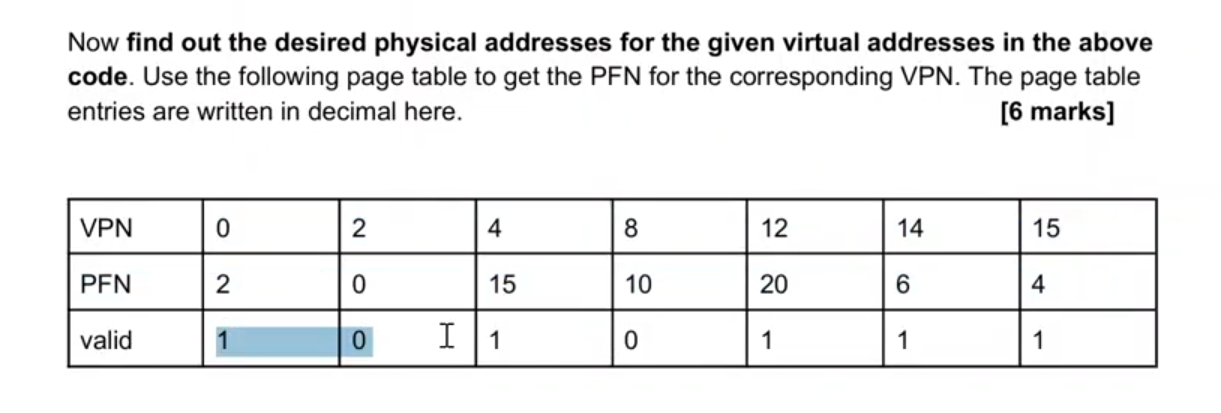 Now find out the desired physical addresses for the given virtual addresses in the above
code. Use the following page table to get the PFN for the corresponding VPN. The page table
entries are written in decimal here. [6 marks]
VPN 0 2 4 8 12 14 15
PFN 2 0 15 10 20 6 4
valid 1 0 1 0 1 1 1